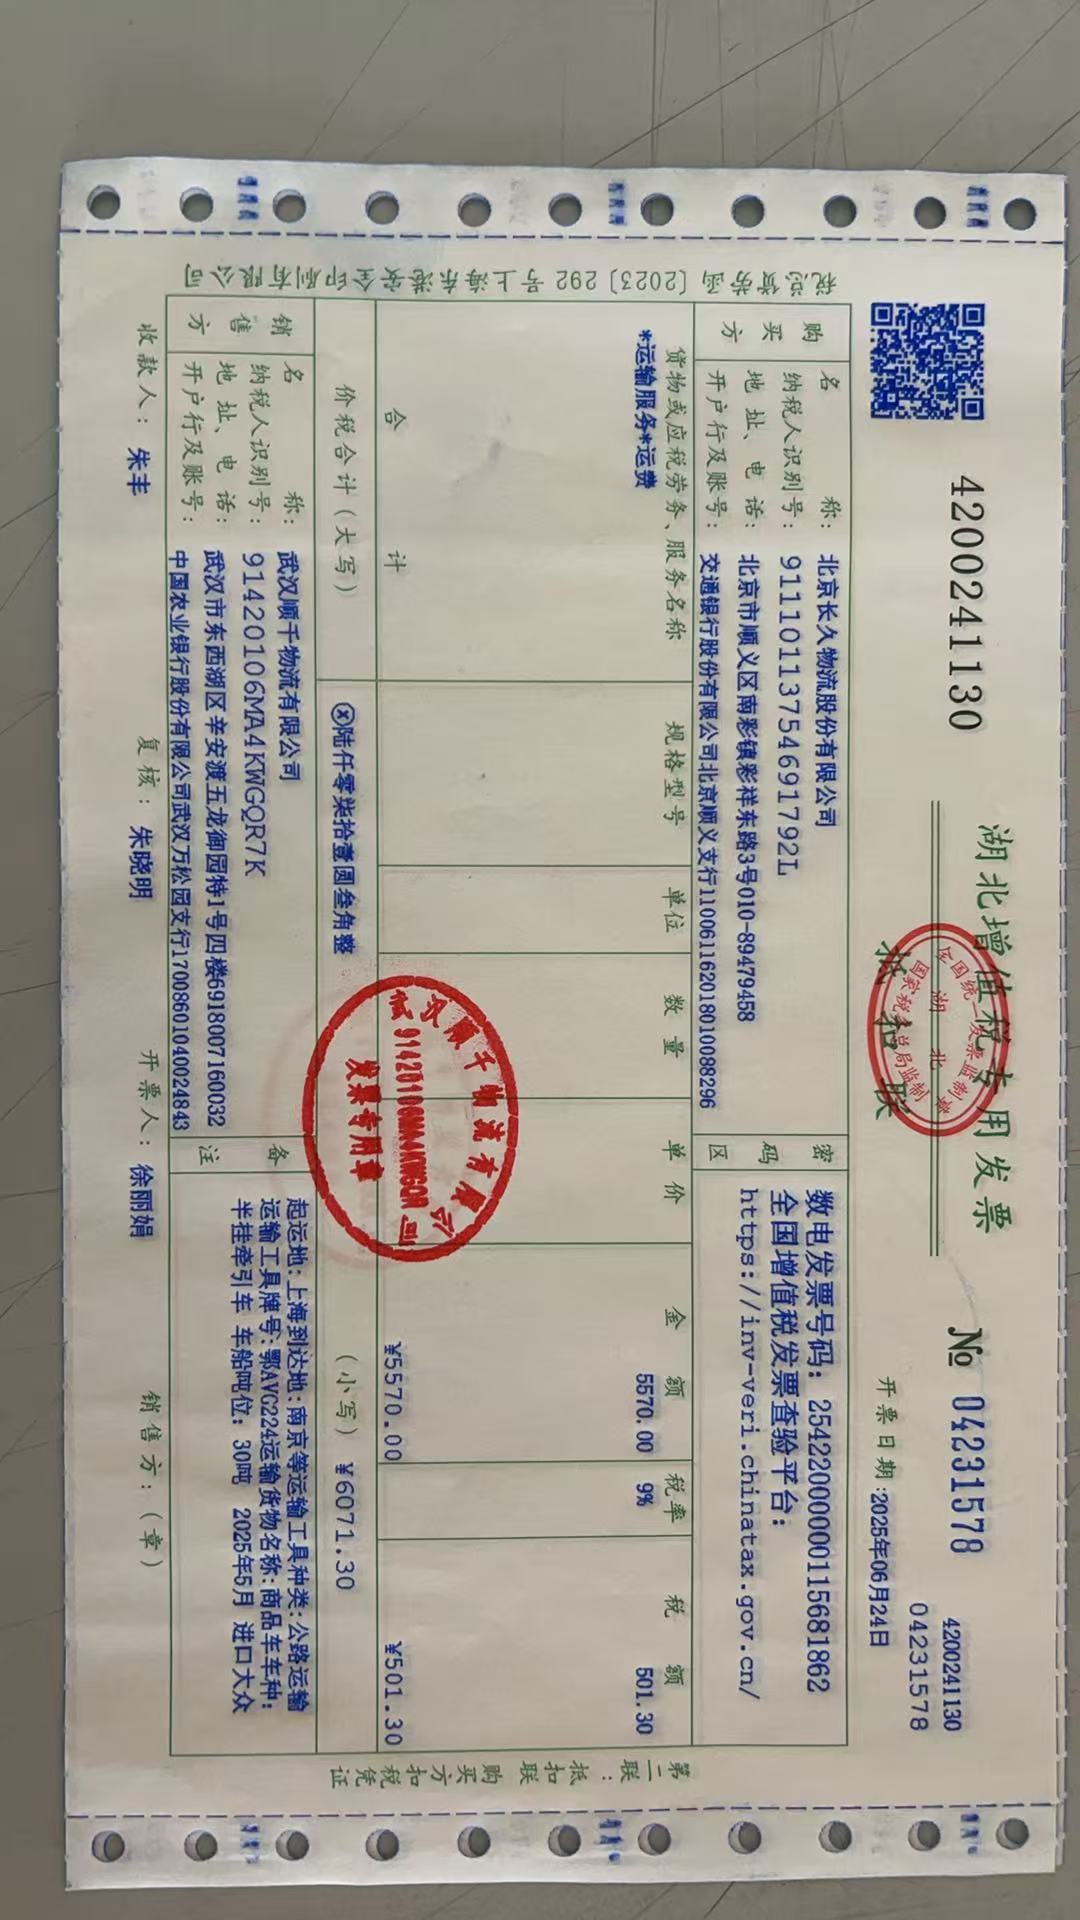 4200241130
湖北增值税专用发票
抵扣联
全国统一发票监制章
湖北
国家税务总局监制
№ 04231578
4200241130
04231578
开票日期:2025年06月24日
税总货劳函〔2023〕292号上海东港安全印刷有限公司
购买方
名称: 北京长久物流股份有限公司
纳税人识别号: 911101137546917​92L
地址、电话: 北京市顺义区南彩镇彩祥东路3号010-89479458
开户行及账号: 交通银行股份有限公司北京顺义支行110061162018010088296
密码区
数电发票号码: 25422000000115681862
全国增值税发票查验平台:
https://inv-veri.chinatax.gov.cn/
货物或应税劳务、服务名称 规格型号 单位 数量 单价 金额 税率 税额
*运输服务*运费 5570.00 9% 501.30
合计 ¥5570.00 ¥501.30
价税合计(大写) ⓧ陆仟零柒拾壹圆叁角整 (小写) ¥6071.30
销售方
名称: 武汉顺千物流有限公司
纳税人识别号: 91420106MA4KWGQR7K
地址、电话: 武汉市东西湖区辛安渡五龙御园特1号四楼6918007160032
开户行及账号: 中国农业银行股份有限公司武汉万松园支行17008601040024843
备注
起运地:上海到达地:南京等运输工具种类:公路运输
运输工具牌号:鄂AVG224运输货物名称:商品车车种:
半挂牵引车 车船吨位: 30吨 2025年5月 进口大众
武汉顺千物流有限公司
发票专用章
收款人: 朱丰 复核: 朱晓明 开票人: 徐丽娟 销售方:(章)
第二联:抵扣联 购买方扣税凭证